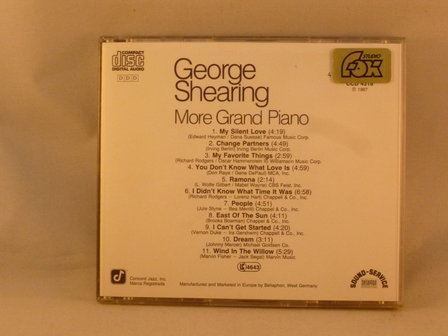 COMPACT
disc
DIGITAL AUDIO
D D D
STUDIO
FOX
© 1987
George
Shearing
More Grand Piano
1. My Silent Love (4:19)
(Edward Heyman / Dana Suesse) Famous Music Corp.
2. Change Partners (4:49)
(Irving Berlin) Irving Berlin Music Corp.
3. My Favorite Things (2:59)
(Richard Rodgers / Oscar Hammerstein II) Williamson Music Corp.
4. You Don't Know What Love Is (4:59)
(Don Raye / Gene DePaul) MCA, Inc.
5. Ramona (2:14)
(L. Wolfe Gilbert / Mabel Wayne) CBS Feist, Inc.
6. I Didn't Know What Time It Was (6:58)
(Richard Rodgers – Lorenz Hart) Chappell & Co., Inc.
7. People (4:51)
(Jule Styne – Bob Merrill) Chappell & Co., Inc.
8. East Of The Sun (4:11)
(Brooks Bowman) Chappell & Co., Inc.
9. I Can't Get Started (4:20)
(Vernon Duke – Ira Gershwin) Chappell & Co., Inc.
10. Dream (3:11)
(Johnny Mercer) Michael Goldsen Co.
11. Wind In The Willow (5:29)
(Marvin Fisher – Jack Segal) Marvin Music
Concord Jazz, Inc.
Marca Registrada
LC 4643
Manufactured and Marketed in Europe by Bellaphon, West Germany
SOUND-SERVICE
bellaphon